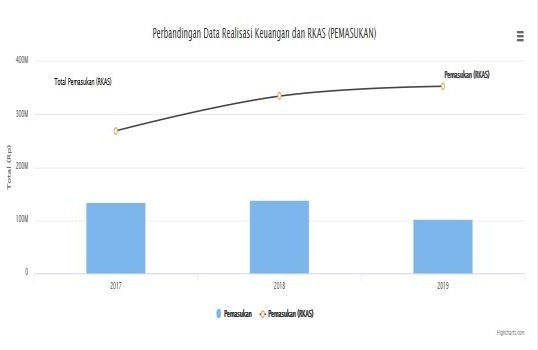 Perbandingan Data Realisasi Keuangan dan RKAS (PEMASUKAN)
400M
Total Pemasukan (RKAS)
Pemasukan (RKAS)
300M
Total (Rp)
200M
100M
0
2017 2018 2019
Pemasukan Pemasukan (RKAS)
Highcharts.com